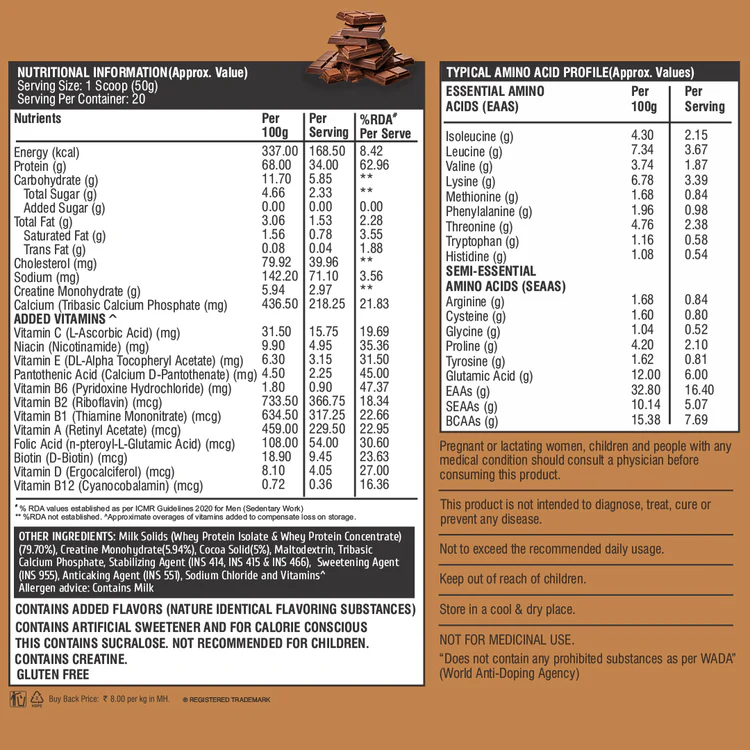 NUTRITIONAL INFORMATION(Approx. Value)
Serving Size: 1 Scoop (50g)
Serving Per Container: 20
Nutrients Per 100g Per Serving %RDA# Per Serve
Energy (kcal) 337.00 168.50 8.42
Protein (g) 68.00 34.00 62.96
Carbohydrate (g) 11.70 5.85 **
Total Sugar (g) 4.66 2.33 **
Added Sugar (g) 0.00 0.00 0.00
Total Fat (g) 3.06 1.53 2.28
Saturated Fat (g) 1.56 0.78 3.55
Trans Fat (g) 0.08 0.04 1.88
Cholesterol (mg) 79.92 39.96 **
Sodium (mg) 142.20 71.10 3.56
Creatine Monohydrate (g) 5.94 2.97 **
Calcium (Tribasic Calcium Phosphate (mg) 436.50 218.25 21.83
ADDED VITAMINS ^
Vitamin C (L-Ascorbic Acid) (mg) 31.50 15.75 19.69
Niacin (Nicotinamide) (mg) 9.90 4.95 35.36
Vitamin E (DL-Alpha Tocopheryl Acetate) (mg) 6.30 3.15 31.50
Pantothenic Acid (Calcium D-Pantothenate) (mg) 4.50 2.25 45.00
Vitamin B6 (Pyridoxine Hydrochloride) (mg) 1.80 0.90 47.37
Vitamin B2 (Riboflavin) (mcg) 733.50 366.75 18.34
Vitamin B1 (Thiamine Mononitrate) (mcg) 634.50 317.25 22.66
Vitamin A (Retinyl Acetate) (mcg) 459.00 229.50 22.95
Folic Acid (n-pteroyl-L-Glutamic Acid) (mcg) 108.00 54.00 30.60
Biotin (D-Biotin) (mcg) 18.90 9.45 23.63
Vitamin D (Ergocalciferol) (mcg) 8.10 4.05 27.00
Vitamin B12 (Cyanocobalamin) (mcg) 0.72 0.36 16.36
# % RDA values established as per ICMR Guidelines 2020 for Men (Sedentary Work)
** %RDA not established. ^Approximate overages of vitamins added to compensate loss on storage.
OTHER INGREDIENTS: Milk Solids (Whey Protein Isolate & Whey Protein Concentrate)
(79.70%), Creatine Monohydrate(5.94%), Cocoa Solid(5%), Maltodextrin, Tribasic
Calcium Phosphate, Stabilizing Agent (INS 414, INS 415 & INS 466), Sweetening Agent
(INS 955), Anticaking Agent (INS 551), Sodium Chloride and Vitamins^
Allergen advice: Contains Milk
CONTAINS ADDED FLAVORS (NATURE IDENTICAL FLAVORING SUBSTANCES)
CONTAINS ARTIFICIAL SWEETENER AND FOR CALORIE CONSCIOUS
THIS CONTAINS SUCRALOSE. NOT RECOMMENDED FOR CHILDREN.
CONTAINS CREATINE.
GLUTEN FREE
Buy Back Price: ₹ 8.00 per kg in MH. ® REGISTERED TRADEMARK
TYPICAL AMINO ACID PROFILE(Approx. Values)
ESSENTIAL AMINO ACIDS (EAAS) Per 100g Per Serving
Isoleucine (g) 4.30 2.15
Leucine (g) 7.34 3.67
Valine (g) 3.74 1.87
Lysine (g) 6.78 3.39
Methionine (g) 1.68 0.84
Phenylalanine (g) 1.96 0.98
Threonine (g) 4.76 2.38
Tryptophan (g) 1.16 0.58
Histidine (g) 1.08 0.54
SEMI-ESSENTIAL
AMINO ACIDS (SEAAS)
Arginine (g) 1.68 0.84
Cysteine (g) 1.60 0.80
Glycine (g) 1.04 0.52
Proline (g) 4.20 2.10
Tyrosine (g) 1.62 0.81
Glutamic Acid (g) 12.00 6.00
EAAs (g) 32.80 16.40
SEAAs (g) 10.14 5.07
BCAAs (g) 15.38 7.69
Pregnant or lactating women, children and people with any
medical condition should consult a physician before
consuming this product.
This product is not intended to diagnose, treat, cure or
prevent any disease.
Not to exceed the recommended daily usage.
Keep out of reach of children.
Store in a cool & dry place.
NOT FOR MEDICINAL USE.
“Does not contain any prohibited substances as per WADA”
(World Anti-Doping Agency)